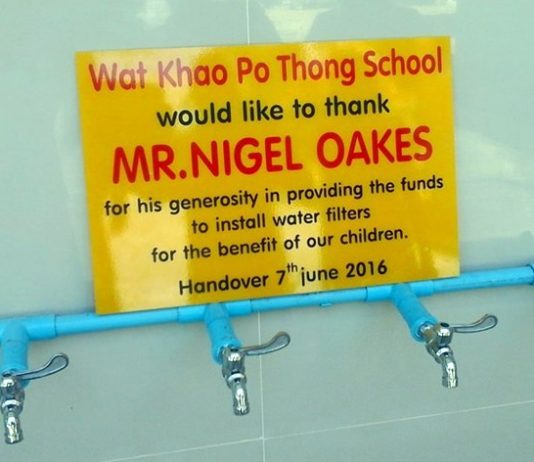 Wat Khao Po Thong School
would like to thank
MR.NIGEL OAKES
for his generosity in providing the funds
to install water filters
for the benefit of our children.
Handover 7th june 2016